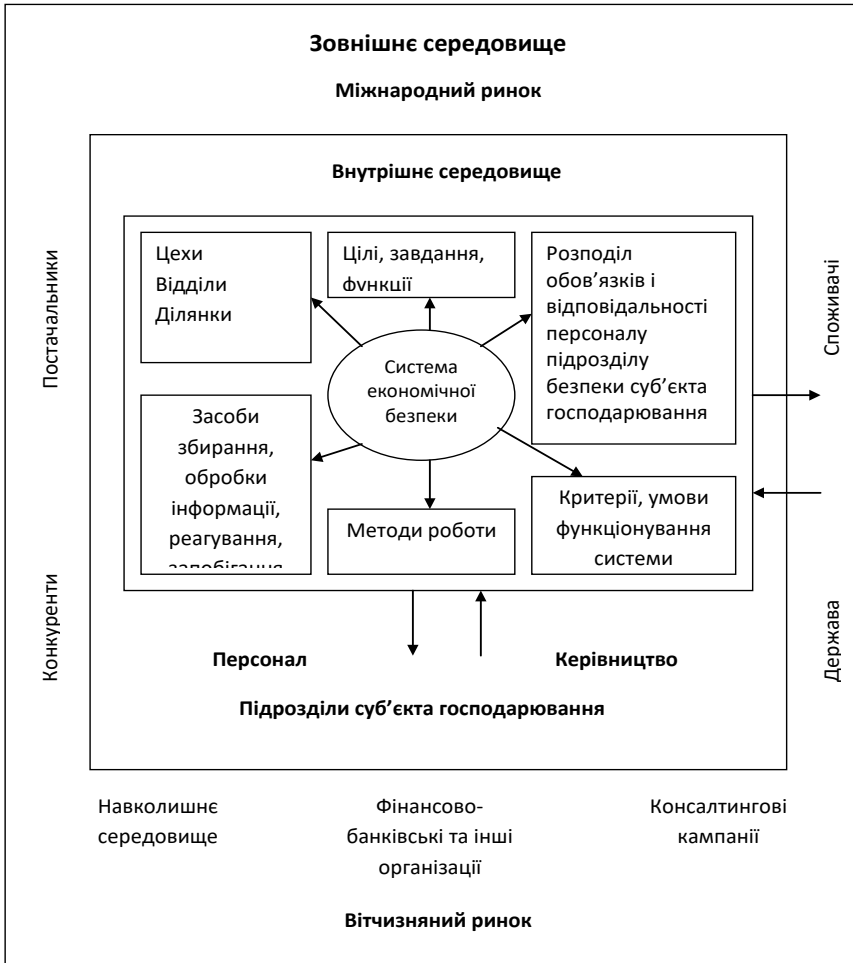 Зовнішнє середовище
Міжнародний ринок
Внутрішнє середовище
Постачальники
Конкуренти
Цехи
Відділи
Ділянки
Цілі, завдання,
функції
Розподіл
обов’язків і
відповідальності
персоналу
підрозділу
безпеки суб’єкта
господарювання
Система
економічної
безпеки
Засоби
збирання,
обробки
інформації,
реагування,
запобігання
Методи роботи
Критерії, умови
функціонування
системи
Споживачі
Держава
Персонал
Керівництво
Підрозділи суб’єкта господарювання
Навколишнє
середовище
Фінансово-
банківські та інші
організації
Консалтингові
кампанії
Вітчизняний ринок